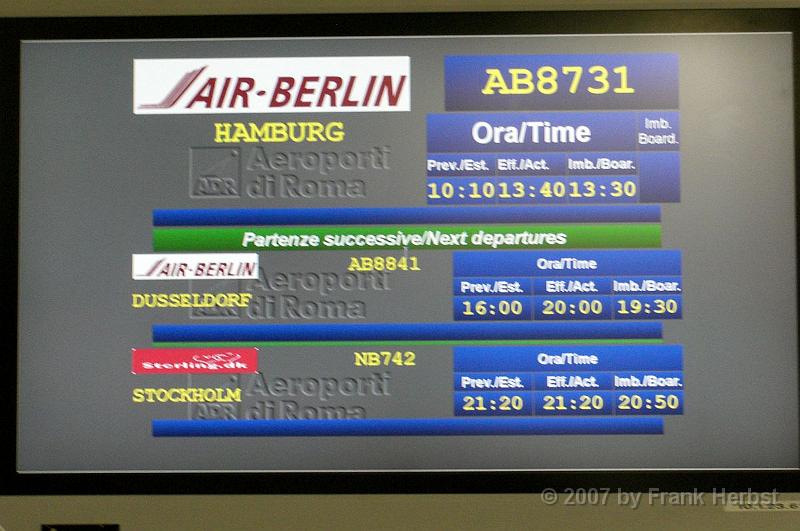 AIR-BERLIN AB8731
HAMBURG Ora/Time Imb. Board.
Aeroporti di Roma
ADR
Prev./Est. Eff./Act. Imb./Boar.
10:10 13:40 13:30
Partenze successive/Next departures
AIR-BERLIN AB8841 Ora/Time
Aeroporti di Roma
DUSSELDORF
Prev./Est. Eff./Act. Imb./Boar.
16:00 20:00 19:30
Sterling.dk NB742 Ora/Time
STOCKHOLM
Aeroporti di Roma
ADR
Prev./Est. Eff./Act. Imb./Boar.
21:20 21:20 20:50
© 2007 by Frank Herbst